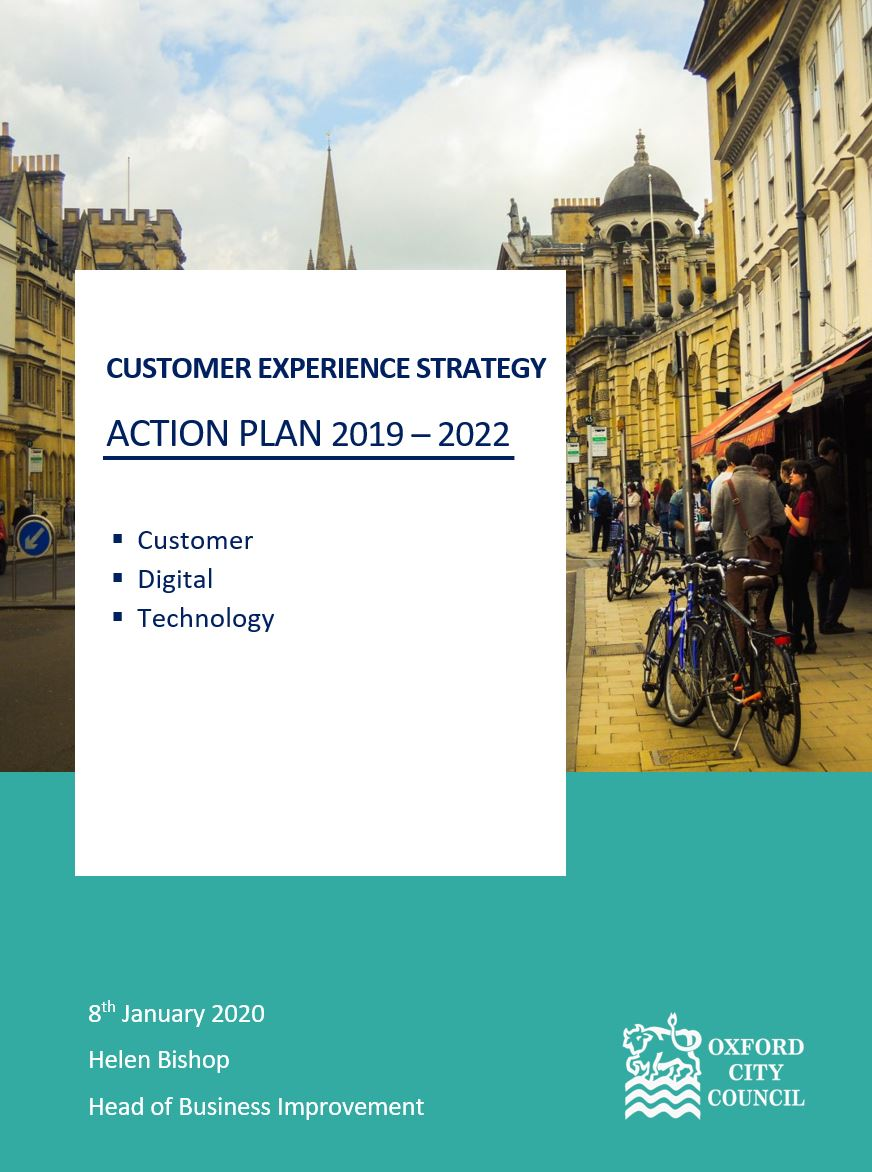 CUSTOMER EXPERIENCE STRATEGY
ACTION PLAN 2019 – 2022
▪ Customer
▪ Digital
▪ Technology
8th January 2020
Helen Bishop
Head of Business Improvement
OXFORD
CITY
COUNCIL